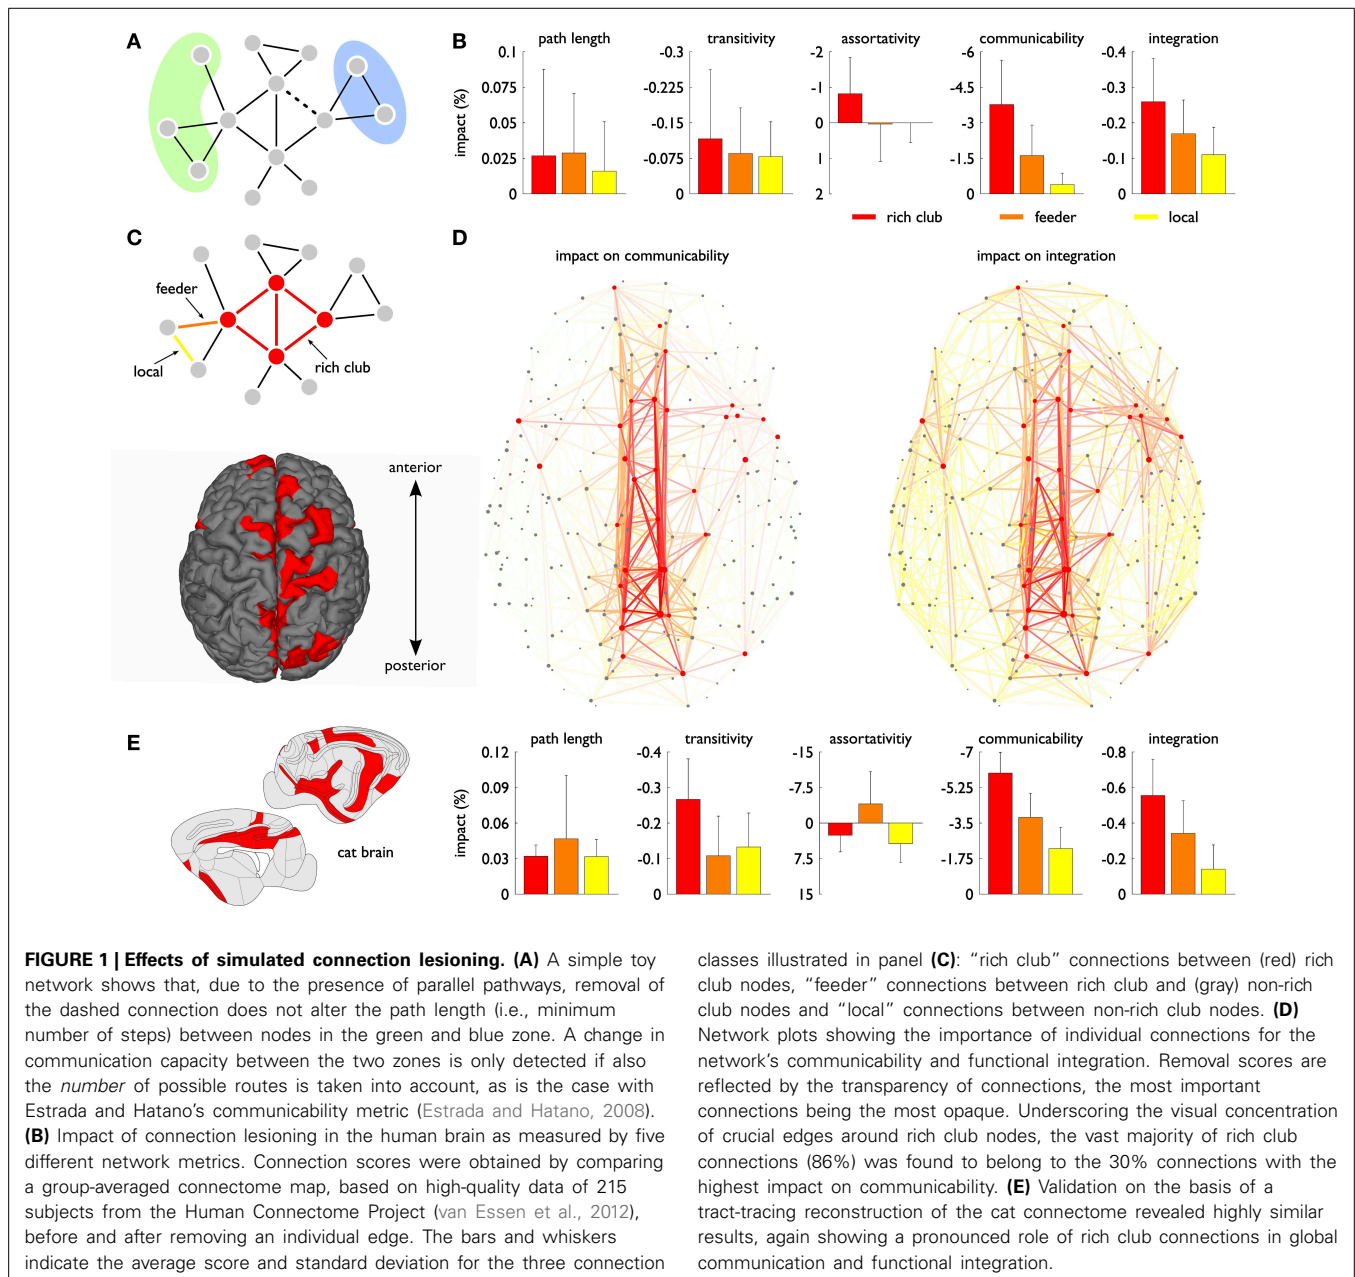 A
B
path length
transitivity
assortativity
communicability
integration
impact (%)
0.1
0.075
0.05
0.025
0
-0.3
-0.225
-0.15
-0.075
0
-2
-1
0
1
2
-6
-4.5
-3
-1.5
0
-0.4
-0.3
-0.2
-0.1
0
rich club
feeder
local
C
feeder
local
rich club
anterior
posterior
D
impact on communicability
impact on integration
E
cat brain
path length
transitivity
assortativitiy
communicability
integration
impact (%)
0.12
0.09
0.06
0.03
0
-0.4
-0.3
-0.2
-0.1
0
-15
-7.5
0
7.5
15
-7
-5.25
-3.5
-1.75
0
-0.8
-0.6
-0.4
-0.2
0
FIGURE 1 | Effects of simulated connection lesioning. (A) A simple toy
network shows that, due to the presence of parallel pathways, removal of
the dashed connection does not alter the path length (i.e., minimum
number of steps) between nodes in the green and blue zone. A change in
communication capacity between the two zones is only detected if also
the number of possible routes is taken into account, as is the case with
Estrada and Hatano's communicability metric (Estrada and Hatano, 2008).
(B) Impact of connection lesioning in the human brain as measured by five
different network metrics. Connection scores were obtained by comparing
a group-averaged connectome map, based on high-quality data of 215
subjects from the Human Connectome Project (van Essen et al., 2012),
before and after removing an individual edge. The bars and whiskers
indicate the average score and standard deviation for the three connection
classes illustrated in panel (C): "rich club" connections between (red) rich
club nodes, "feeder" connections between rich club and (gray) non-rich
club nodes and "local" connections between non-rich club nodes. (D)
Network plots showing the importance of individual connections for the
network's communicability and functional integration. Removal scores are
reflected by the transparency of connections, the most important
connections being the most opaque. Underscoring the visual concentration
of crucial edges around rich club nodes, the vast majority of rich club
connections (86%) was found to belong to the 30% connections with the
highest impact on communicability. (E) Validation on the basis of a
tract-tracing reconstruction of the cat connectome revealed highly similar
results, again showing a pronounced role of rich club connections in global
communication and functional integration.